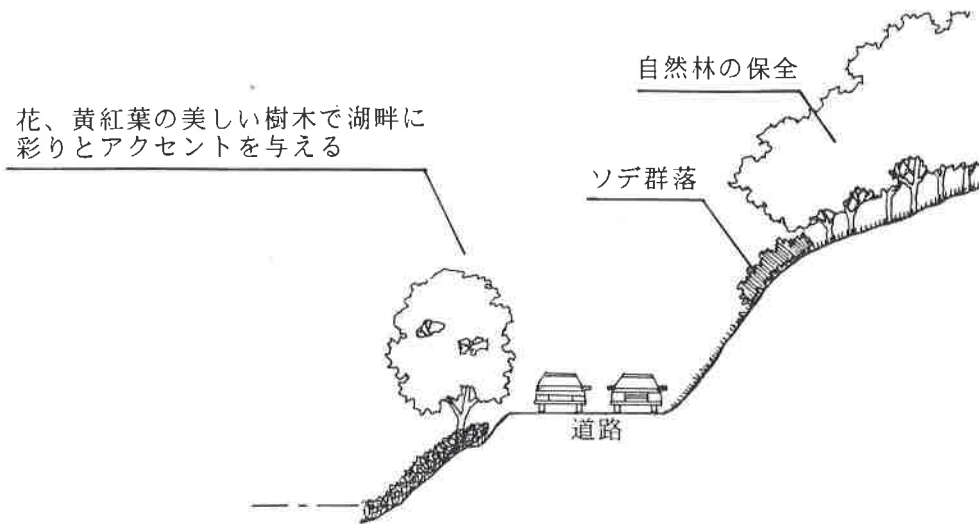 自然林の保全
花、黄紅葉の美しい樹木で湖畔に
彩りとアクセントを与える
ソデ群落
道路